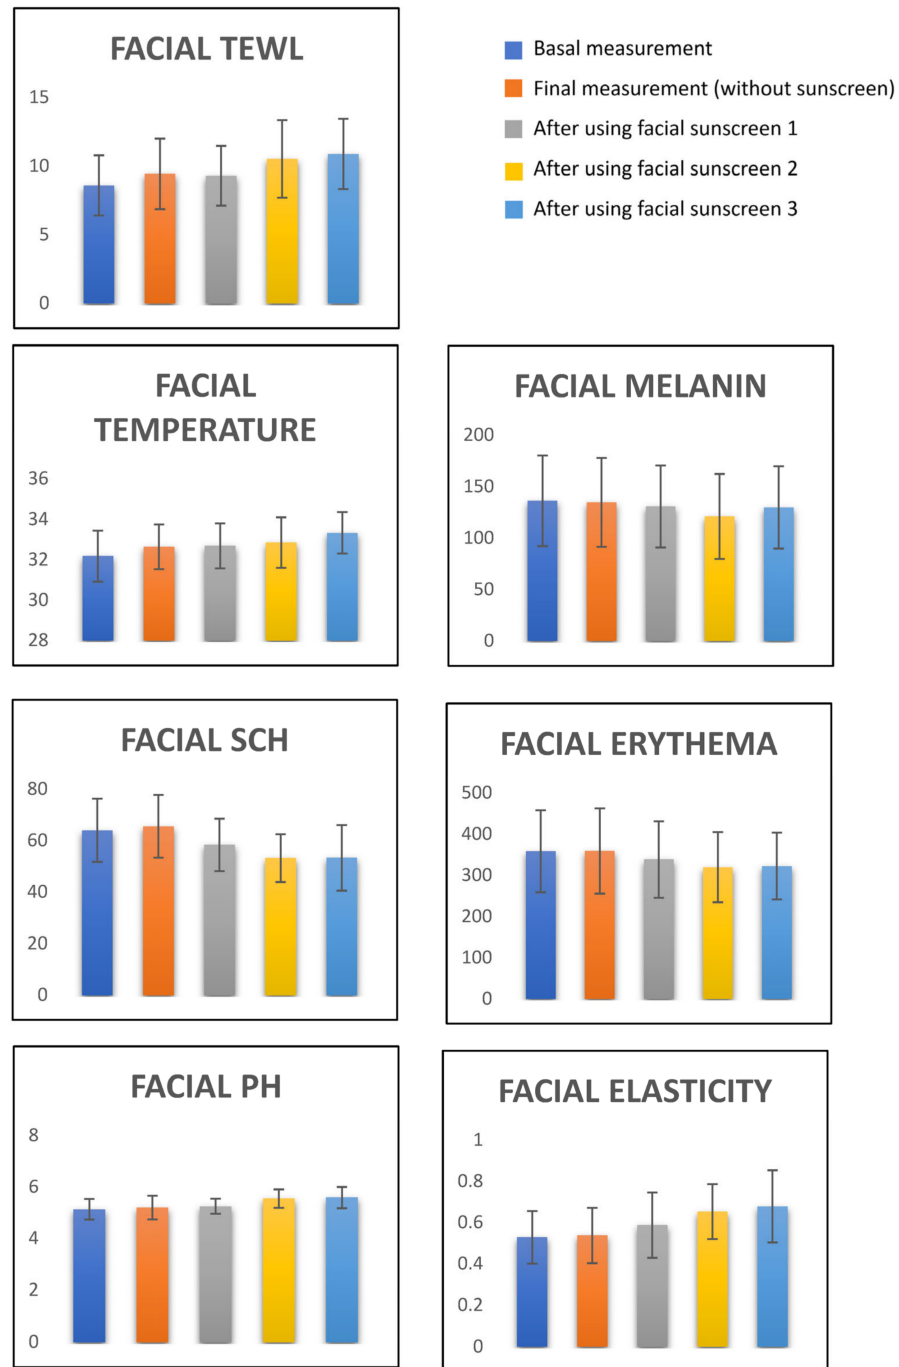 FACIAL TEWL
15
10
5
0
Basal measurement
Final measurement (without sunscreen)
After using facial sunscreen 1
After using facial sunscreen 2
After using facial sunscreen 3
FACIAL
TEMPERATURE
36
34
32
30
28
FACIAL MELANIN
200
150
100
50
0
FACIAL SCH
80
60
40
20
0
FACIAL ERYTHEMA
500
400
300
200
100
0
FACIAL PH
8
6
4
2
0
FACIAL ELASTICITY
1
0.8
0.6
0.4
0.2
0